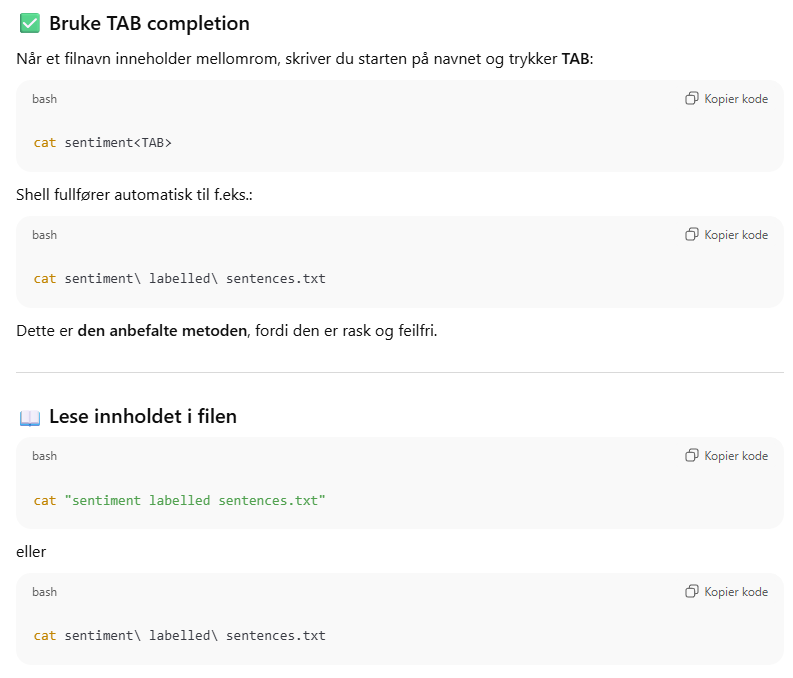 ✅ Bruke TAB completion
Når et filnavn inneholder mellomrom, skriver du starten på navnet og trykker TAB:
bash
Kopier kode
cat sentiment<TAB>
Shell fullfører automatisk til f.eks.:
bash
Kopier kode
cat sentiment\ labelled\ sentences.txt
Dette er den anbefalte metoden, fordi den er rask og feilfri.
📖 Lese innholdet i filen
bash
Kopier kode
cat "sentiment labelled sentences.txt"
eller
bash
Kopier kode
cat sentiment\ labelled\ sentences.txt